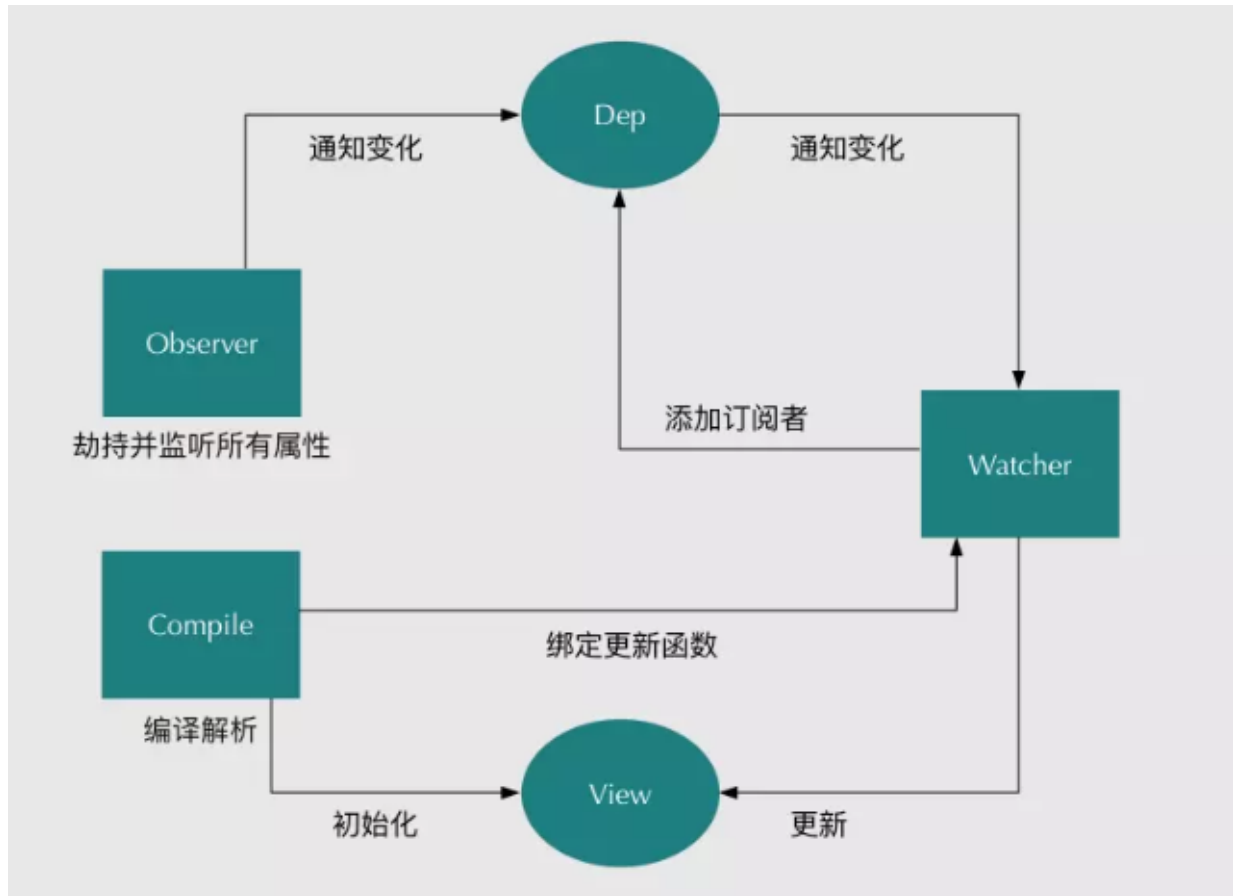 Dep
通知变化
通知变化
Observer
劫持并监听所有属性
添加订阅者
Watcher
Compile
绑定更新函数
编译解析
View
初始化
更新